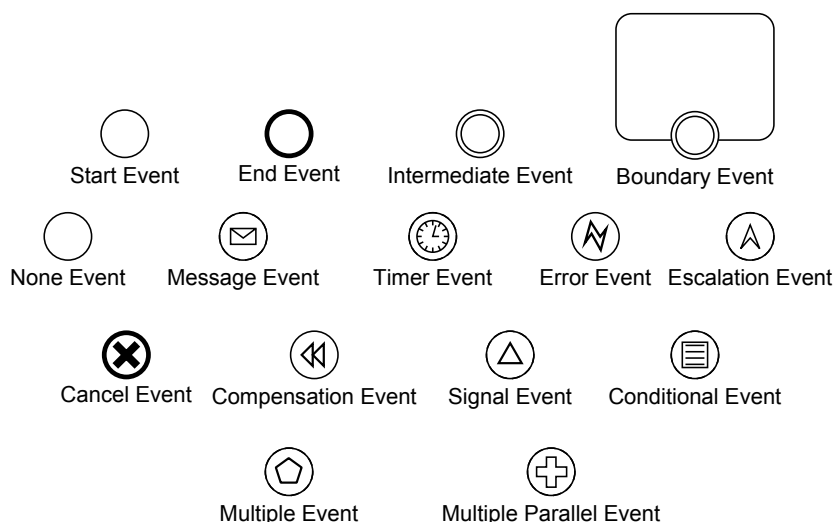 Start Event
End Event
Intermediate Event
Boundary Event
None Event
Message Event
Timer Event
Error Event
Escalation Event
Cancel Event
Compensation Event
Signal Event
Conditional Event
Multiple Event
Multiple Parallel Event